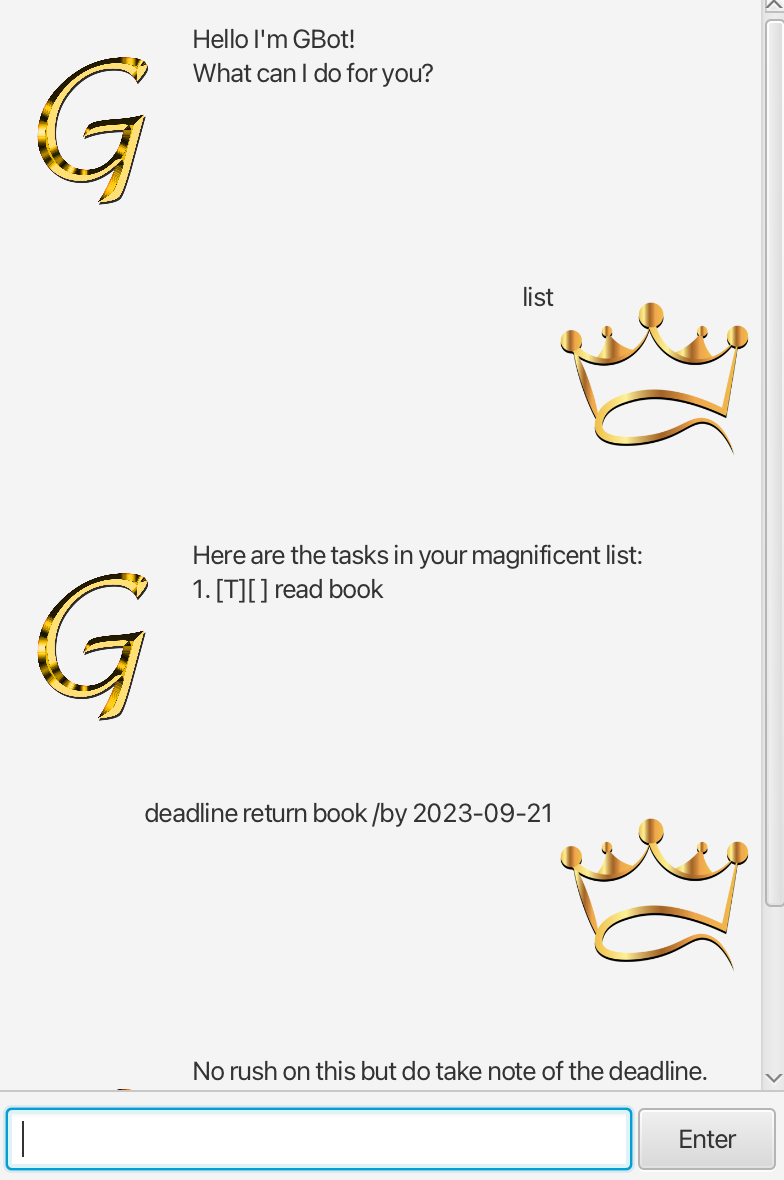 Hello I'm GBot!
What can I do for you?
G
list
Here are the tasks in your magnificent list:
1. [T][ ] read book
G
deadline return book /by 2023-09-21
No rush on this but do take note of the deadline.
Enter